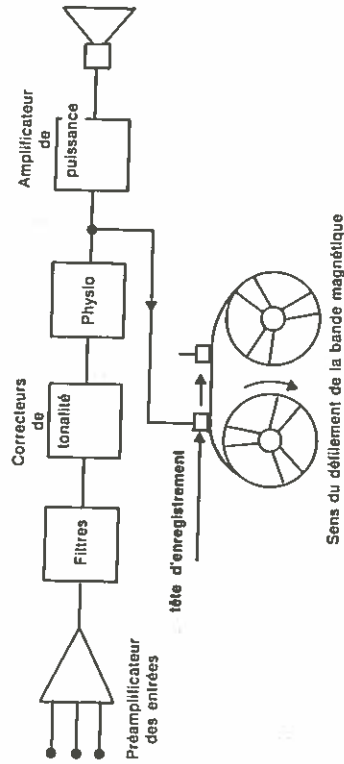 Préamplificateur
des entrées
Filtres
Correcteurs
de
tonalité
Physio
Amplificateur
de
puissance
tête d'enregistrement
Sens du défilement de la bande magnétique